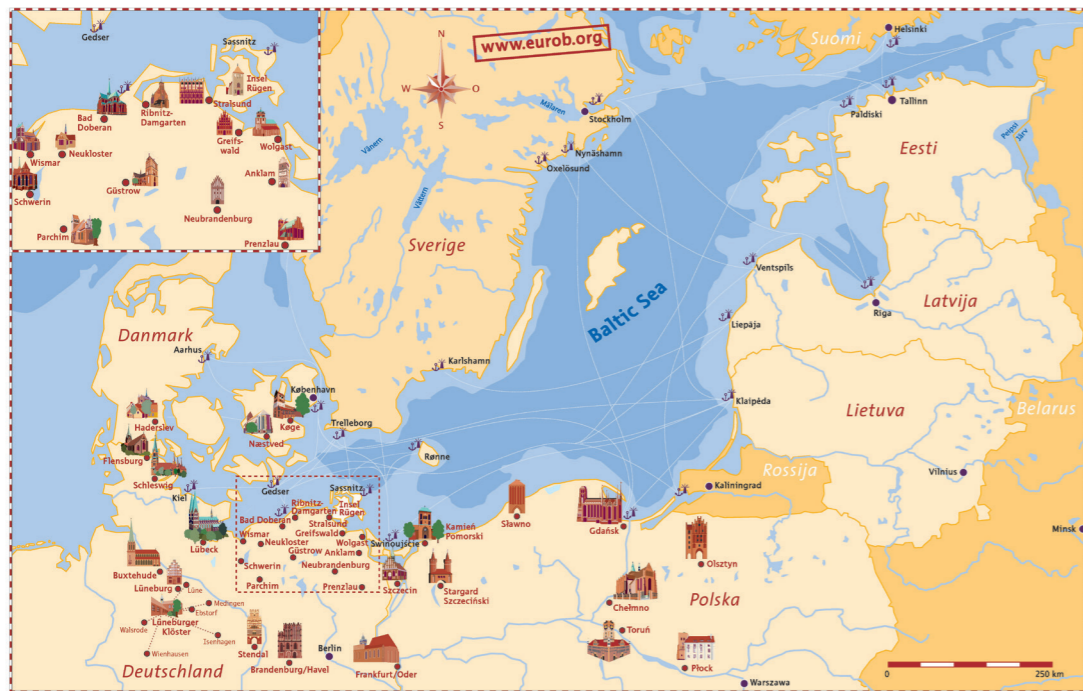 Gedser
Sassnitz
Insel
Rügen
Ribnitz-
Damgarten
Stralsund
Bad
Doberan
Greifs-
wald
Wolgast
Wismar
Neukloster
Anklam
Güstrow
Schwerin
Neubrandenburg
Parchim
Prenzlau
www.eurob.org
N
W
O
S
Suomi
Helsinki
Tallinn
Paldiski
Peipsi
Järv
Eesti
Mälaren
Stockholm
Nynäshamn
Oxelösund
Vänern
Vättern
Sverige
Baltic Sea
Ventspils
Riga
Latvija
Liepāja
Danmark
Aarhus
Karlshamn
København
Køge
Næstved
Trelleborg
Rønne
Haderslev
Flensburg
Schleswig
Kiel
Klaipėda
Lietuva
Belarus
Vilnius
Rossija
Kaliningrad
Minsk
Gedser
Sassnitz
Ribnitz-
Damgarten
Insel
Rügen
Bad Doberan
Stralsund
Greifswald
Wismar
Wolgast
Neukloster
Güstrow
Anklam
Schwerin
Neubrandenburg
Parchim
Prenzlau
Lübeck
Świnoujście
Kamień
Pomorski
Sławno
Gdańsk
Olsztyn
Szczecin
Stargard
Szczeciński
Chełmno
Polska
Toruń
Płock
Warszawa
Buxtehude
Lüneburg
Lüne
Medingen
Ebstorf
Lüneburger
Klöster
Walsrode
Isenhagen
Wienhausen
Stendal
Brandenburg/Havel
Berlin
Frankfurt/Oder
Deutschland
0
250 km